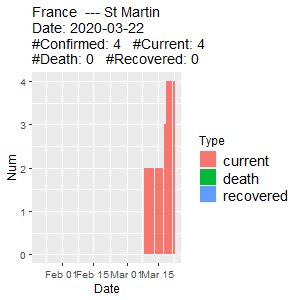 France  --- St Martin
Date: 2020-03-22
#Confirmed: 4   #Current: 4
#Death: 0   #Recovered: 0
4
3
2
1
0
Num
Feb 01 Feb 15 Mar 01 Mar 15
Date
Type
current
death
recovered